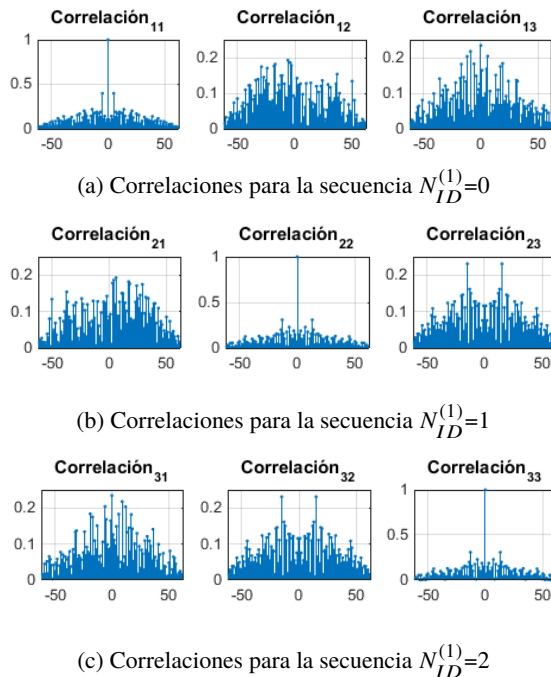 Correlación₁₁ Correlación₁₂ Correlación₁₃
1 0.2 0.2
0.5 0.1 0.1
0 0 0
-50 0 50 -50 0 50 -50 0 50
(a) Correlaciones para la secuencia N_{ID}^{(1)}=0
Correlación₂₁ Correlación₂₂ Correlación₂₃
0.2 1 0.2
0.1 0.5 0.1
0 0 0
-50 0 50 -50 0 50 -50 0 50
(b) Correlaciones para la secuencia N_{ID}^{(1)}=1
Correlación₃₁ Correlación₃₂ Correlación₃₃
0.2 0.2 1
0.1 0.1 0.5
0 0 0
-50 0 50 -50 0 50 -50 0 50
(c) Correlaciones para la secuencia N_{ID}^{(1)}=2